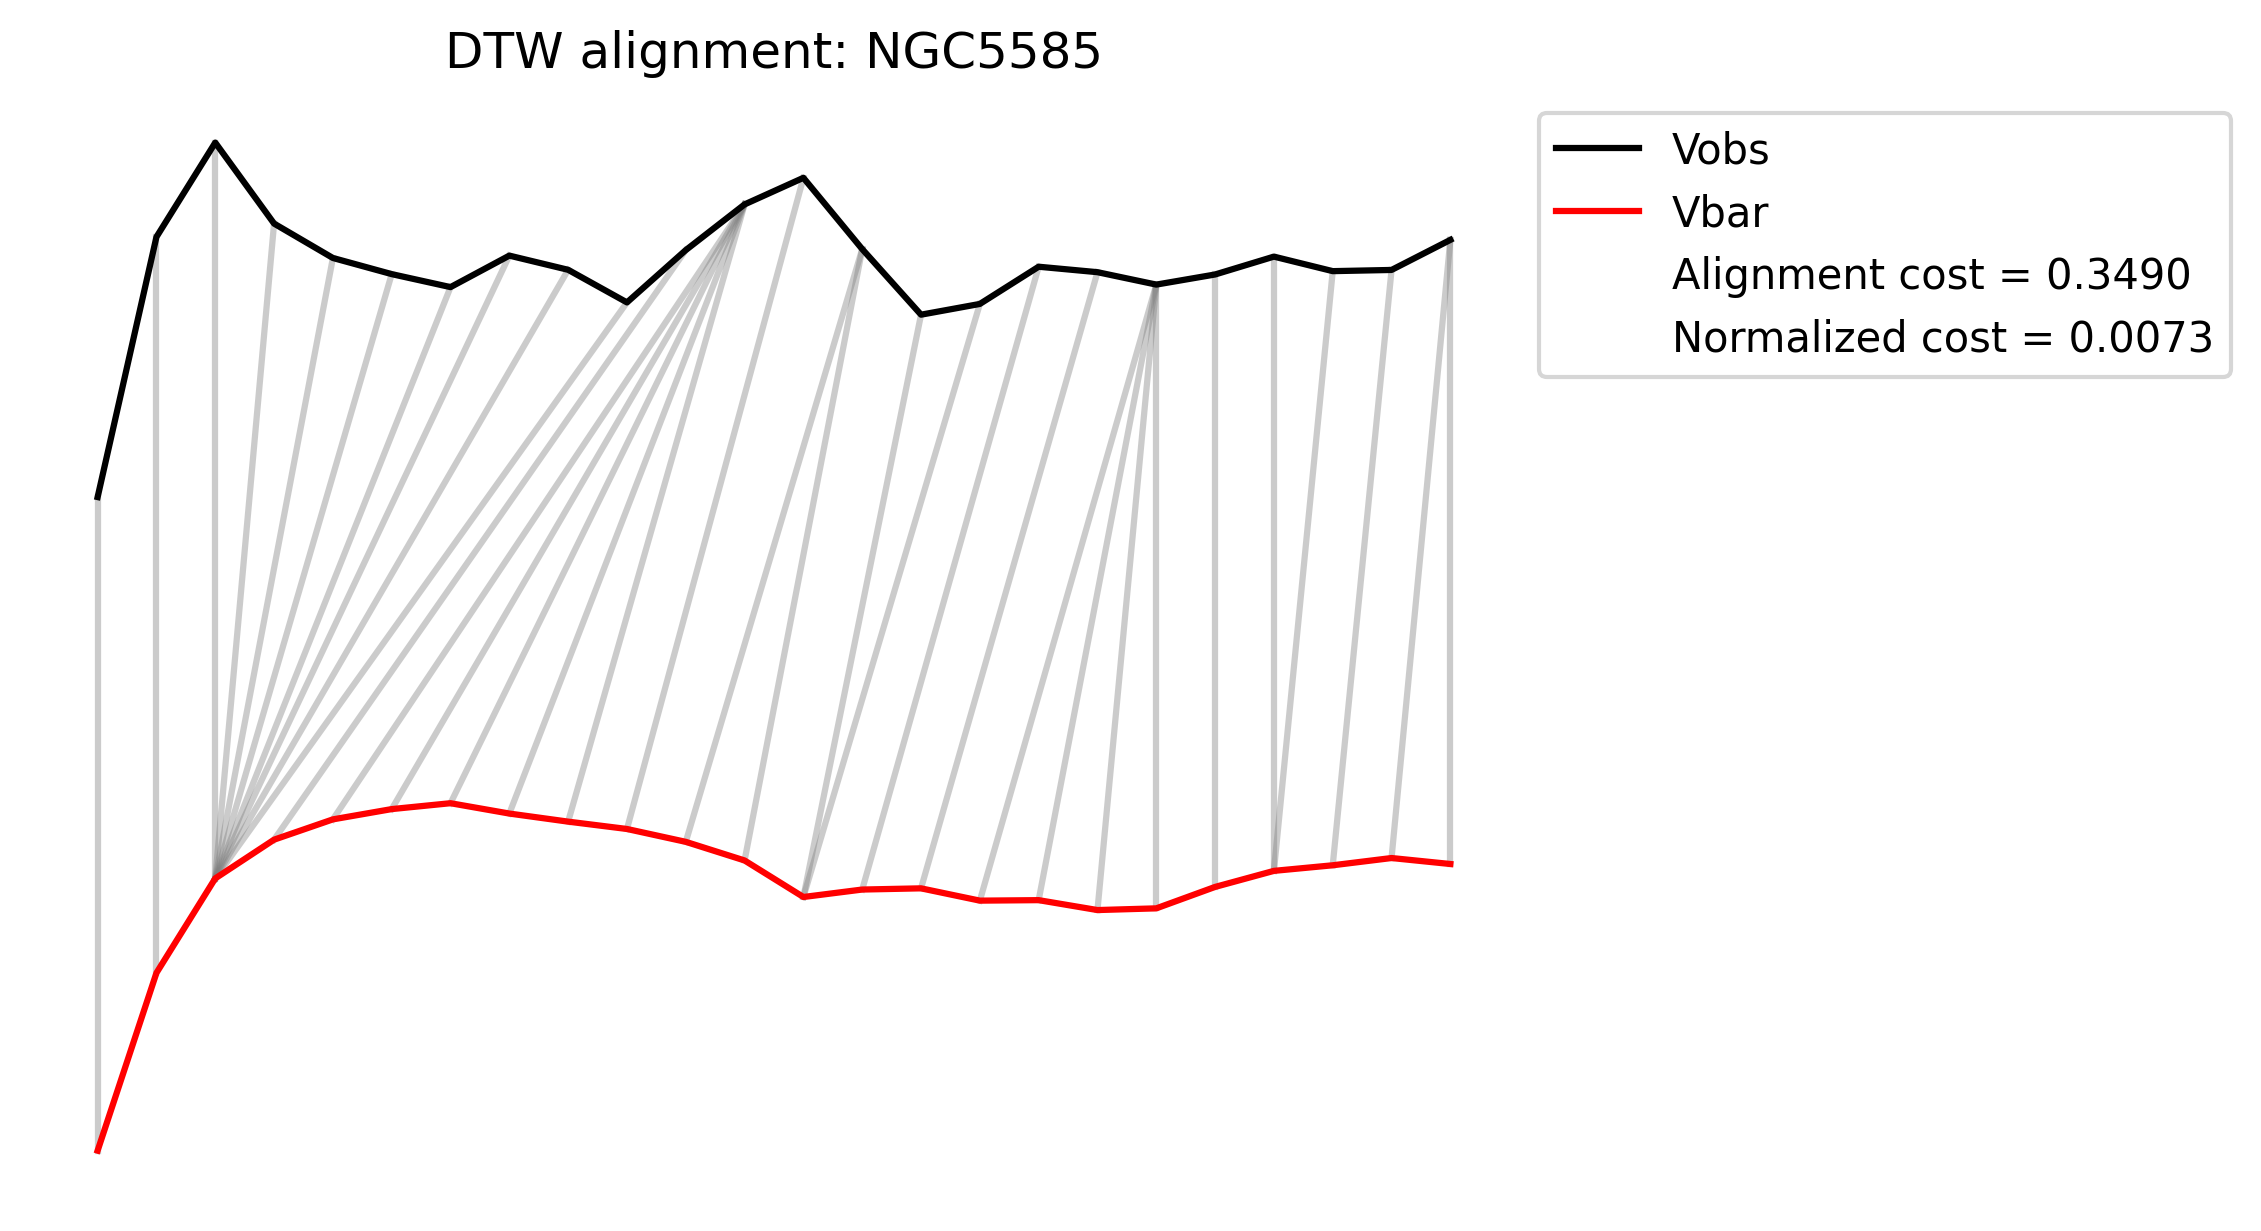 DTW alignment: NGC5585
Vobs
Vbar
Alignment cost = 0.3490
Normalized cost = 0.0073